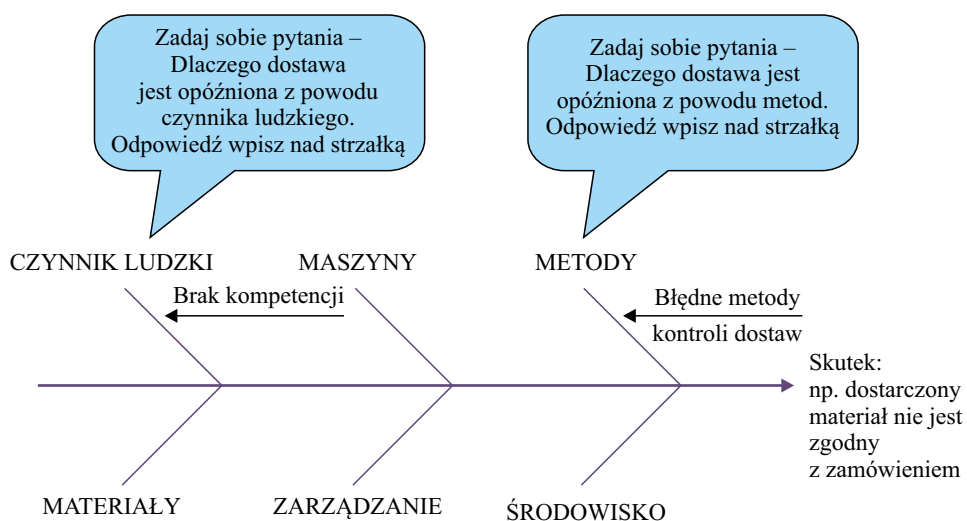 Zadaj sobie pytania –
Dlaczego dostawa
jest opóźniona z powodu
czynnika ludzkiego.
Odpowiedź wpisz nad strzałką
Zadaj sobie pytania –
Dlaczego dostawa jest
opóźniona z powodu metod.
Odpowiedź wpisz nad strzałką
CZYNNIK LUDZKI
MASZYNY
METODY
Brak kompetencji
Błędne metody
kontroli dostaw
Skutek:
np. dostarczony
materiał nie jest
zgodny
z zamówieniem
MATERIAŁY
ZARZĄDZANIE
ŚRODOWISKO